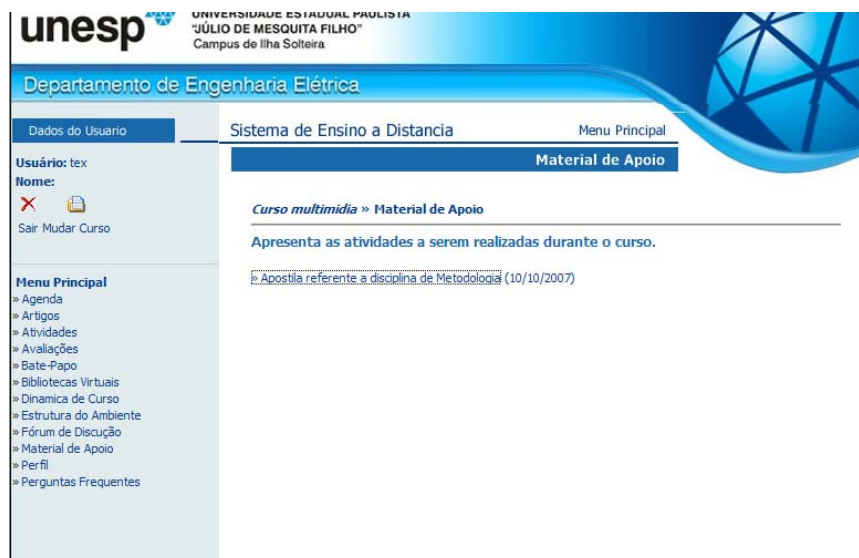 unesp
UNIVERSIDADE ESTADUAL PAULISTA
"JÚLIO DE MESQUITA FILHO"
Campus de Ilha Solteira
Departamento de Engenharia Elétrica
Dados do Usuario
Usuário: tex
Nome:
Sair Mudar Curso
Menu Principal
» Agenda
» Artigos
» Atividades
» Avaliações
» Bate-Papo
» Bibliotecas Virtuais
» Dinamica de Curso
» Estrutura do Ambiente
» Fórum de Discução
» Material de Apoio
» Perfil
» Perguntas Frequentes
Sistema de Ensino a Distancia
Menu Principal
Material de Apoio
Curso multimidia » Material de Apoio
Apresenta as atividades a serem realizadas durante o curso.
» Apostila referente a disciplina de Metodologia (10/10/2007)